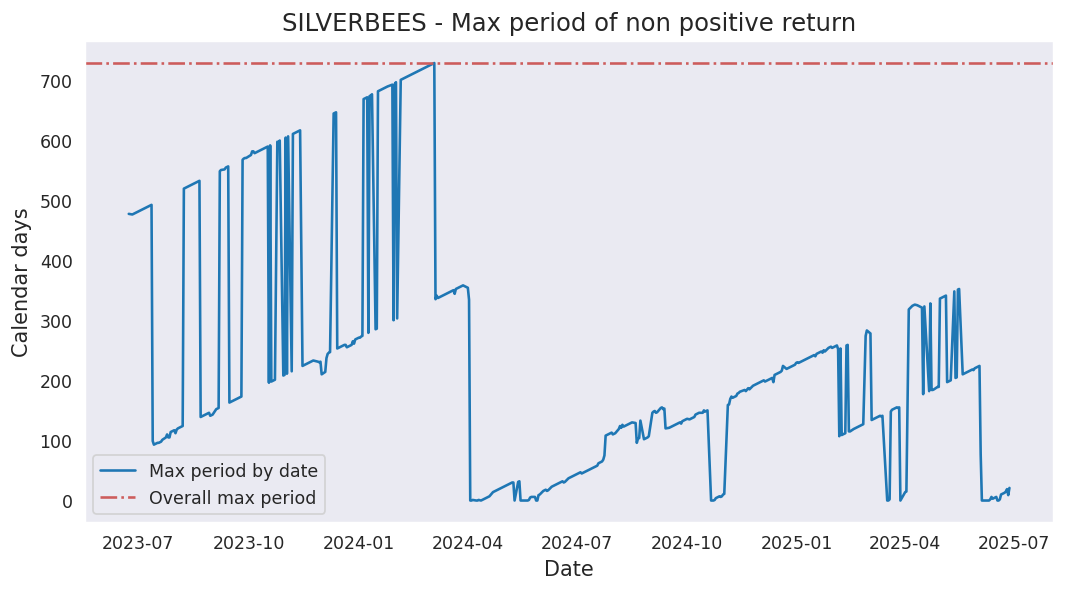 SILVERBEES - Max period of non positive return
Calendar days
700
600
500
400
300
200
100
0
Max period by date
Overall max period
2023-07 2023-10 2024-01 2024-04 2024-07 2024-10 2025-01 2025-04 2025-07
Date